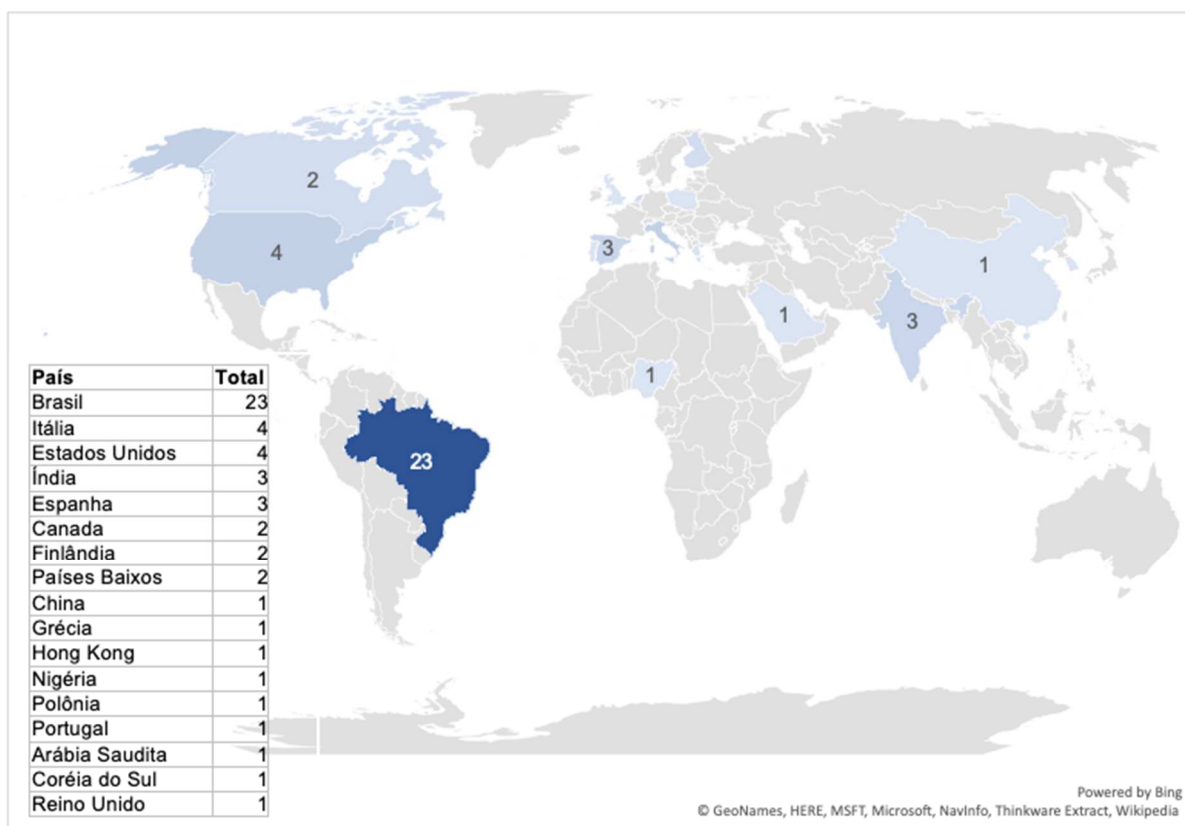 2
4
3
1
1
3
1
23
País Total
Brasil 23
Itália 4
Estados Unidos 4
Índia 3
Espanha 3
Canada 2
Finlândia 2
Países Baixos 2
China 1
Grécia 1
Hong Kong 1
Nigéria 1
Polônia 1
Portugal 1
Arábia Saudita 1
Coréia do Sul 1
Reino Unido 1
Powered by Bing
© GeoNames, HERE, MSFT, Microsoft, NavInfo, Thinkware Extract, Wikipedia